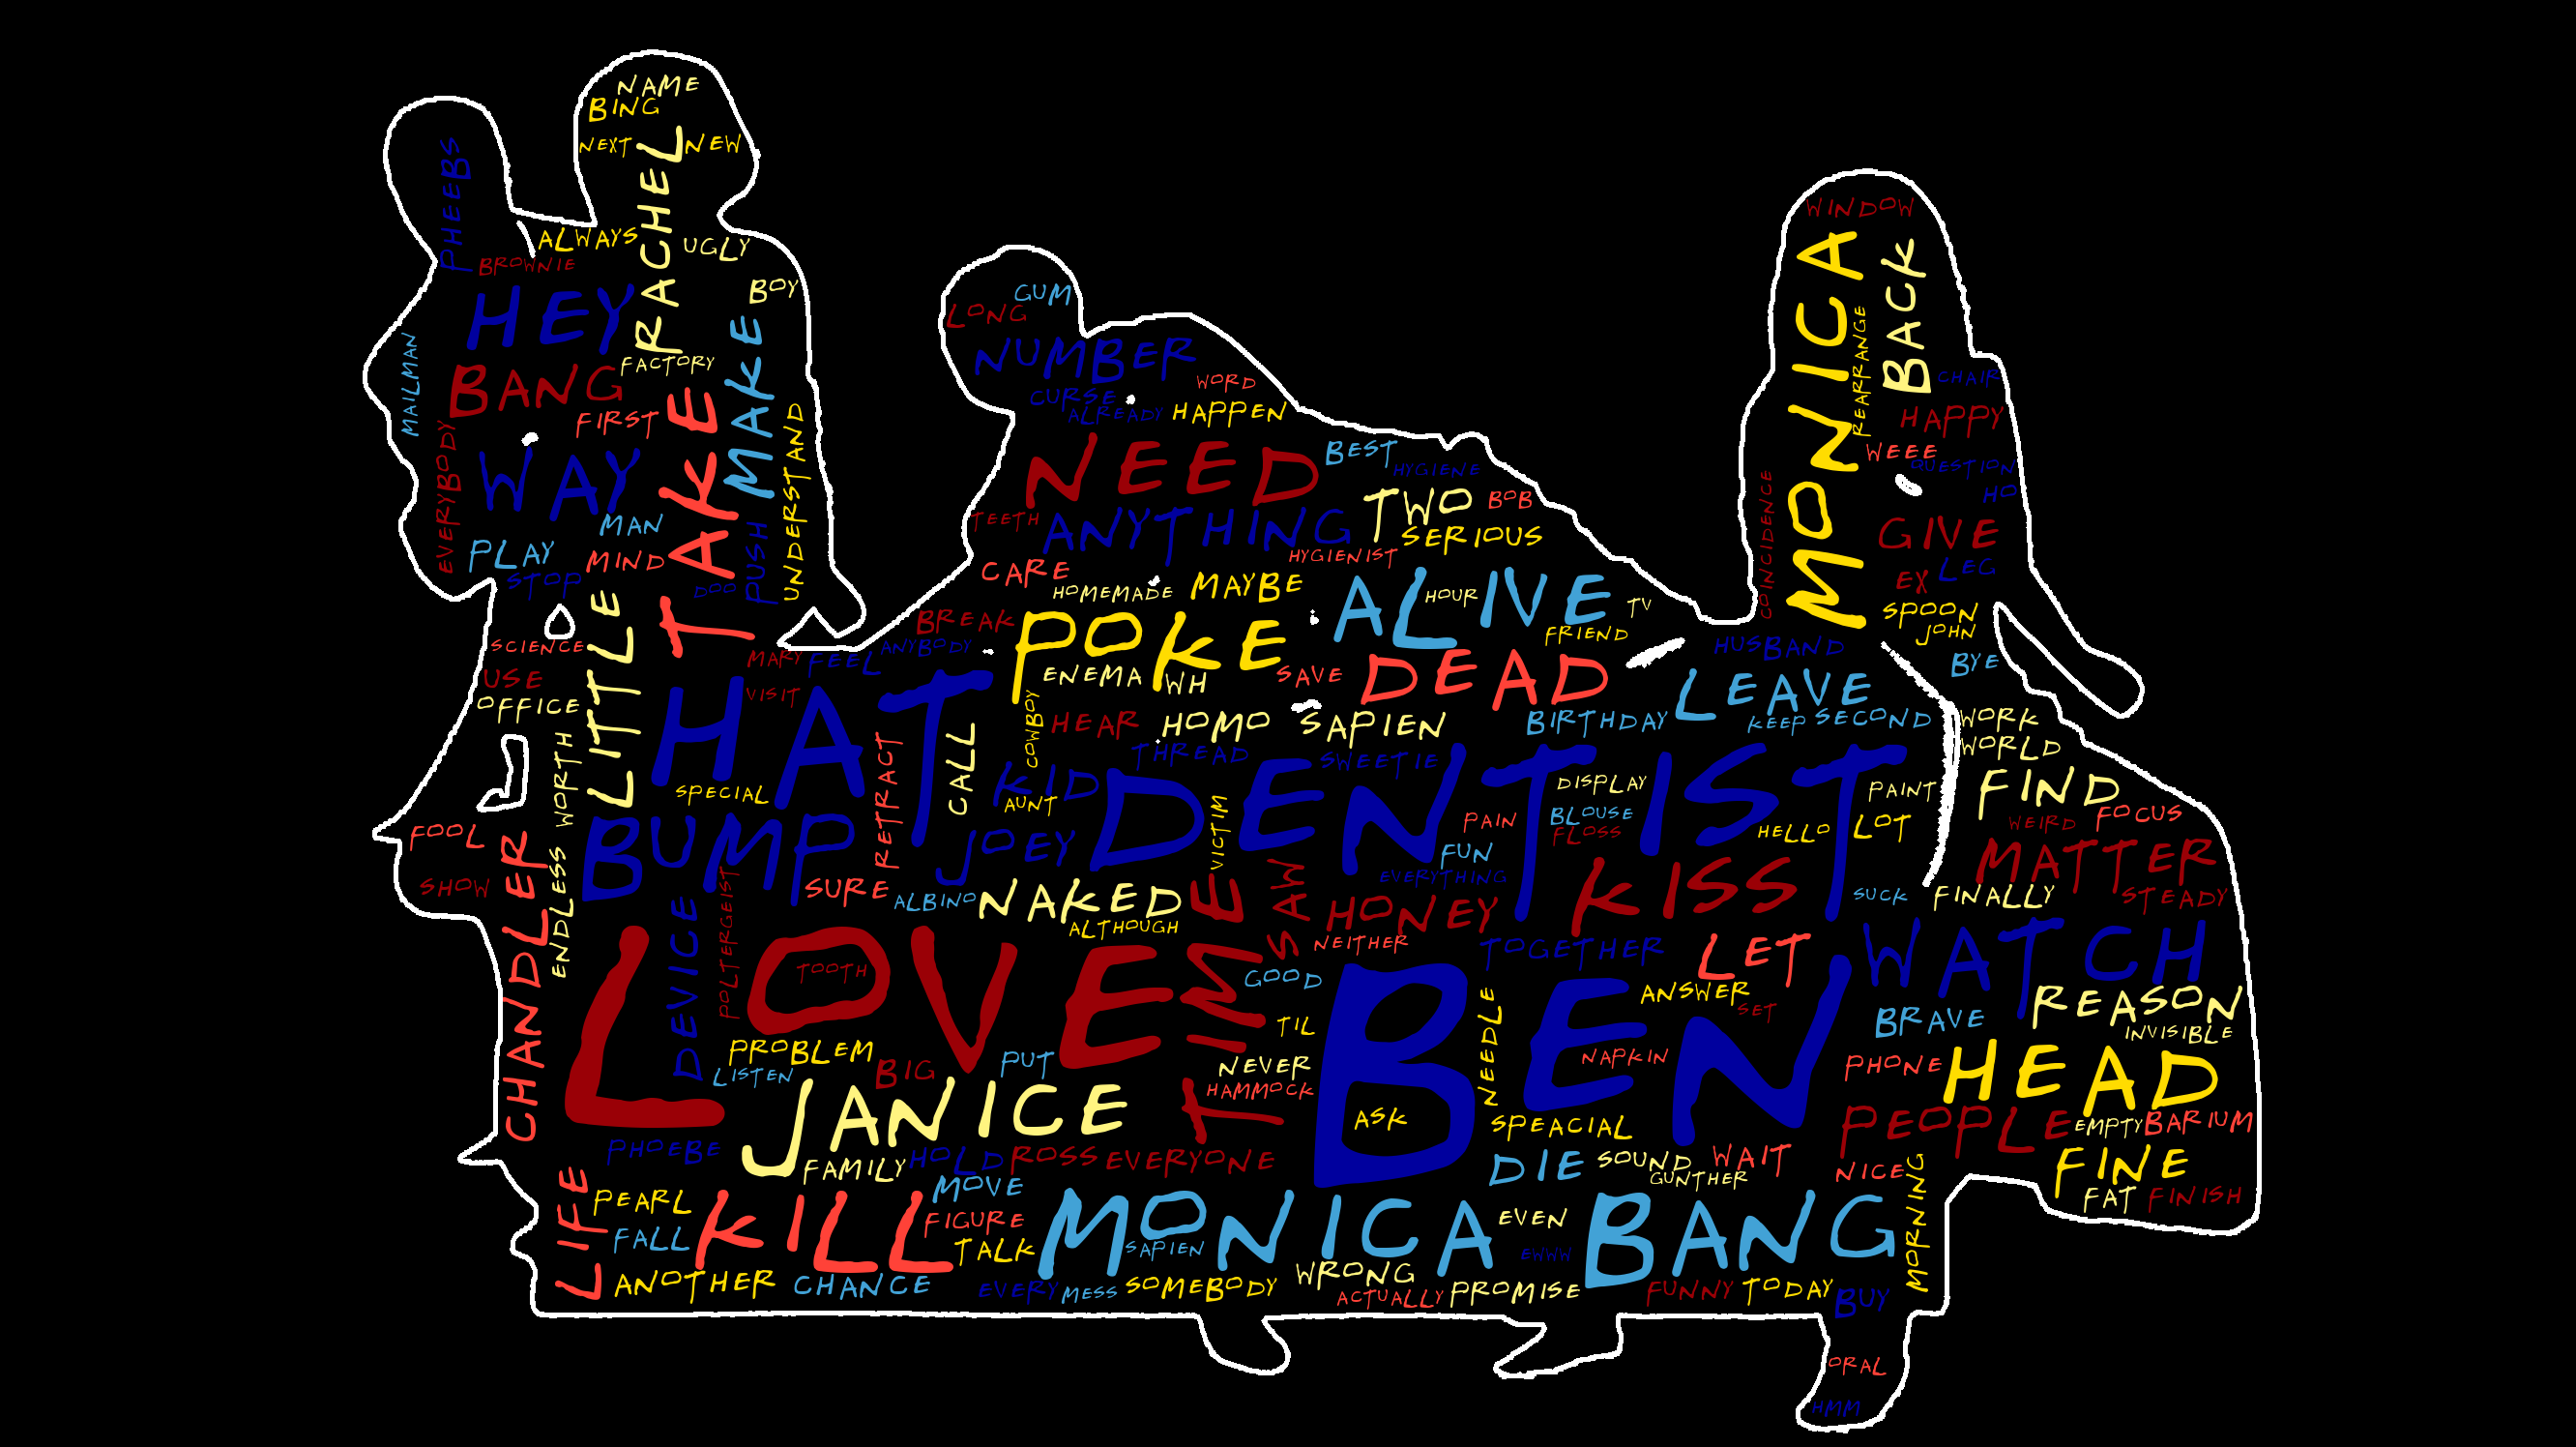 NAME
BING
NEXT
NEW
RACHEL
PHEEBS
ALWAYS
UGLY
BROWNIE
BOY
HEY
MAKE
FACTORY
MAILMAN
BANG
FIRST
TAKE
UNDERSTAND
EVERYBODY
WAY
MAN
PLAY
MIND
PUSH
STOP
DOO
LITTLE
SCIENCE
USE
OFFICE
WORTH
FOOL
SHOW
CHANDLER
ENDLESS
GUM
LONG
NUMBER
WORD
CURSE
ALREADY
HAPPEN
NEED
BEST
HYGIENE
TWO
BOB
TEETH
ANYTHING
SERIOUS
HYGIENIST
CARE
HOMEMADE
MAYBE
ALIVE
HOUR
TV
BREAK
POKE
FRIEND
ANYBODY
MARY
FEEL
ENEMA
WH
SAVE
DEAD
VISIT
HAT
COWBOY
HEAR
HOMO SAPIEN
BIRTHDAY
LEAVE
KEEP
SECOND
HUSBAND
WINDOW
MONICA
BACK
REARRANGE
CHAIR
HAPPY
WEEE
QUESTION
HO
COINCIDENCE
GIVE
EX
LEG
SPOON
JOHN
BYE
WORK
WORLD
FIND
WEIRD
FOCUS
MATTER
STEADY
FINALLY
SUCK
CALL
RETRACT
THREAD
SWEETIE
KID
AUNT
SPECIAL
DENTIST
DISPLAY
PAINT
BLOUSE
PAIN
FLOSS
HELLO
LOT
VICTIM
FUN
BUMP
JOEY
EVERYTHING
KISS
SURE
ALBINO
NAKED
ALTHOUGH
TIME
SAW
HONEY
NEITHER
TOGETHER
LET
WATCH
DEVICE
POLTERGEIST
LOVE
TOOTH
GOOD
BEN
NEEDLE
ANSWER
SET
REASON
BRAVE
INVISIBLE
TIL
PROBLEM
LISTEN
BIG
PUT
NEVER
HAMMOCK
NAPKIN
PHONE
HEAD
JANICE
ASK
SPEACIAL
PEOPLE
EMPTY
BARIUM
PHOEBE
FAMILY
HOLD
ROSS
EVERYONE
DIE
SOUND
WAIT
GUNTHER
NICE
FINE
MORNING
FAT
FINISH
LIFE
PEARL
KILL
MOVE
FIGURE
FALL
TALK
MONICA
SAPIEN
EVEN
EWWW
BANG
ANOTHER
CHANCE
EVERY
MESS
SOMEBODY
WRONG
ACTUALLY
PROMISE
FUNNY
TODAY
BUY
ORAL
HMM